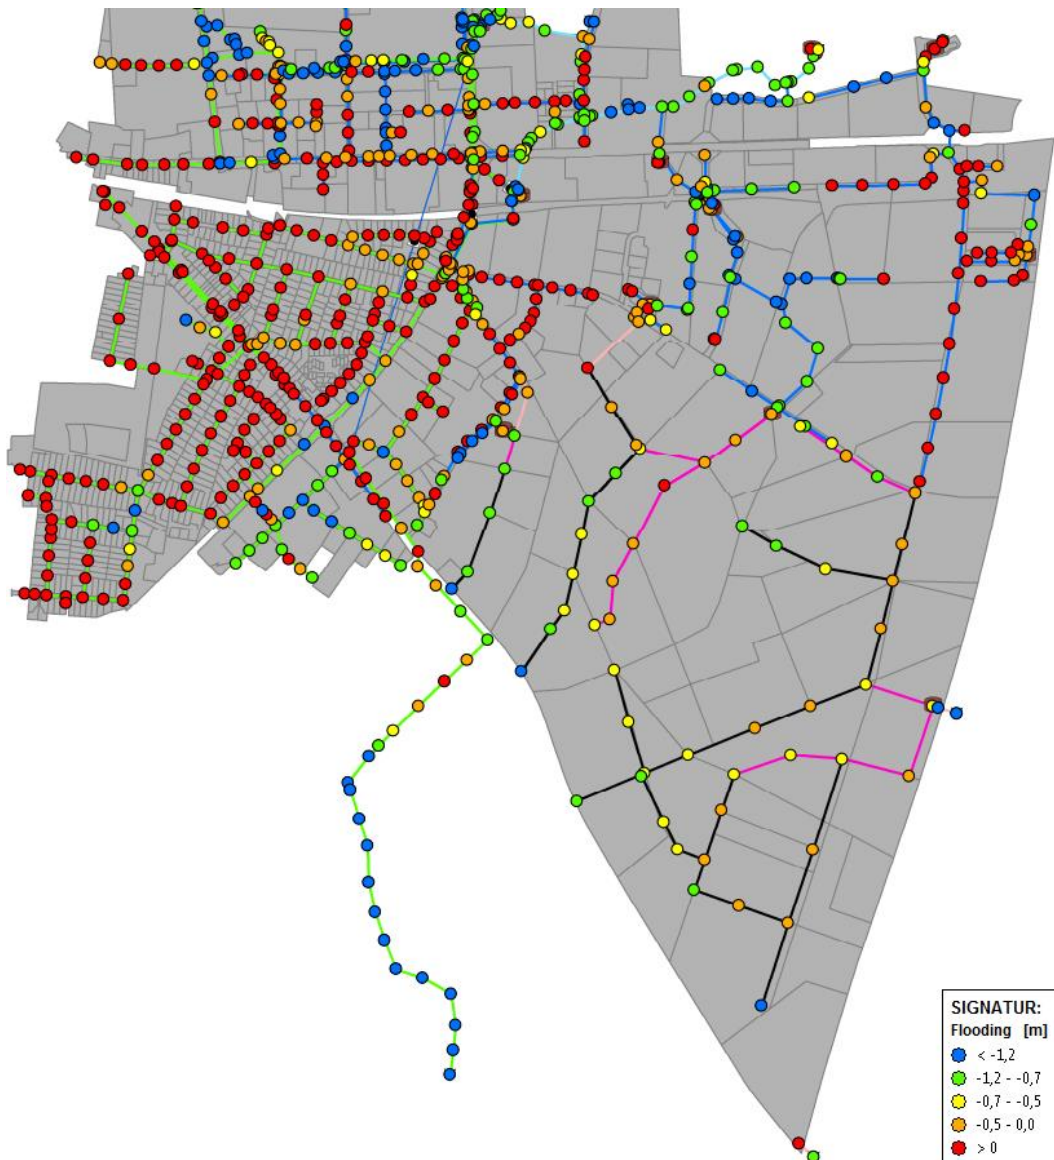 SIGNATUR:
Flooding [m]
< -1,2
-1,2 - -0,7
-0,7 - -0,5
-0,5 - 0,0
> 0